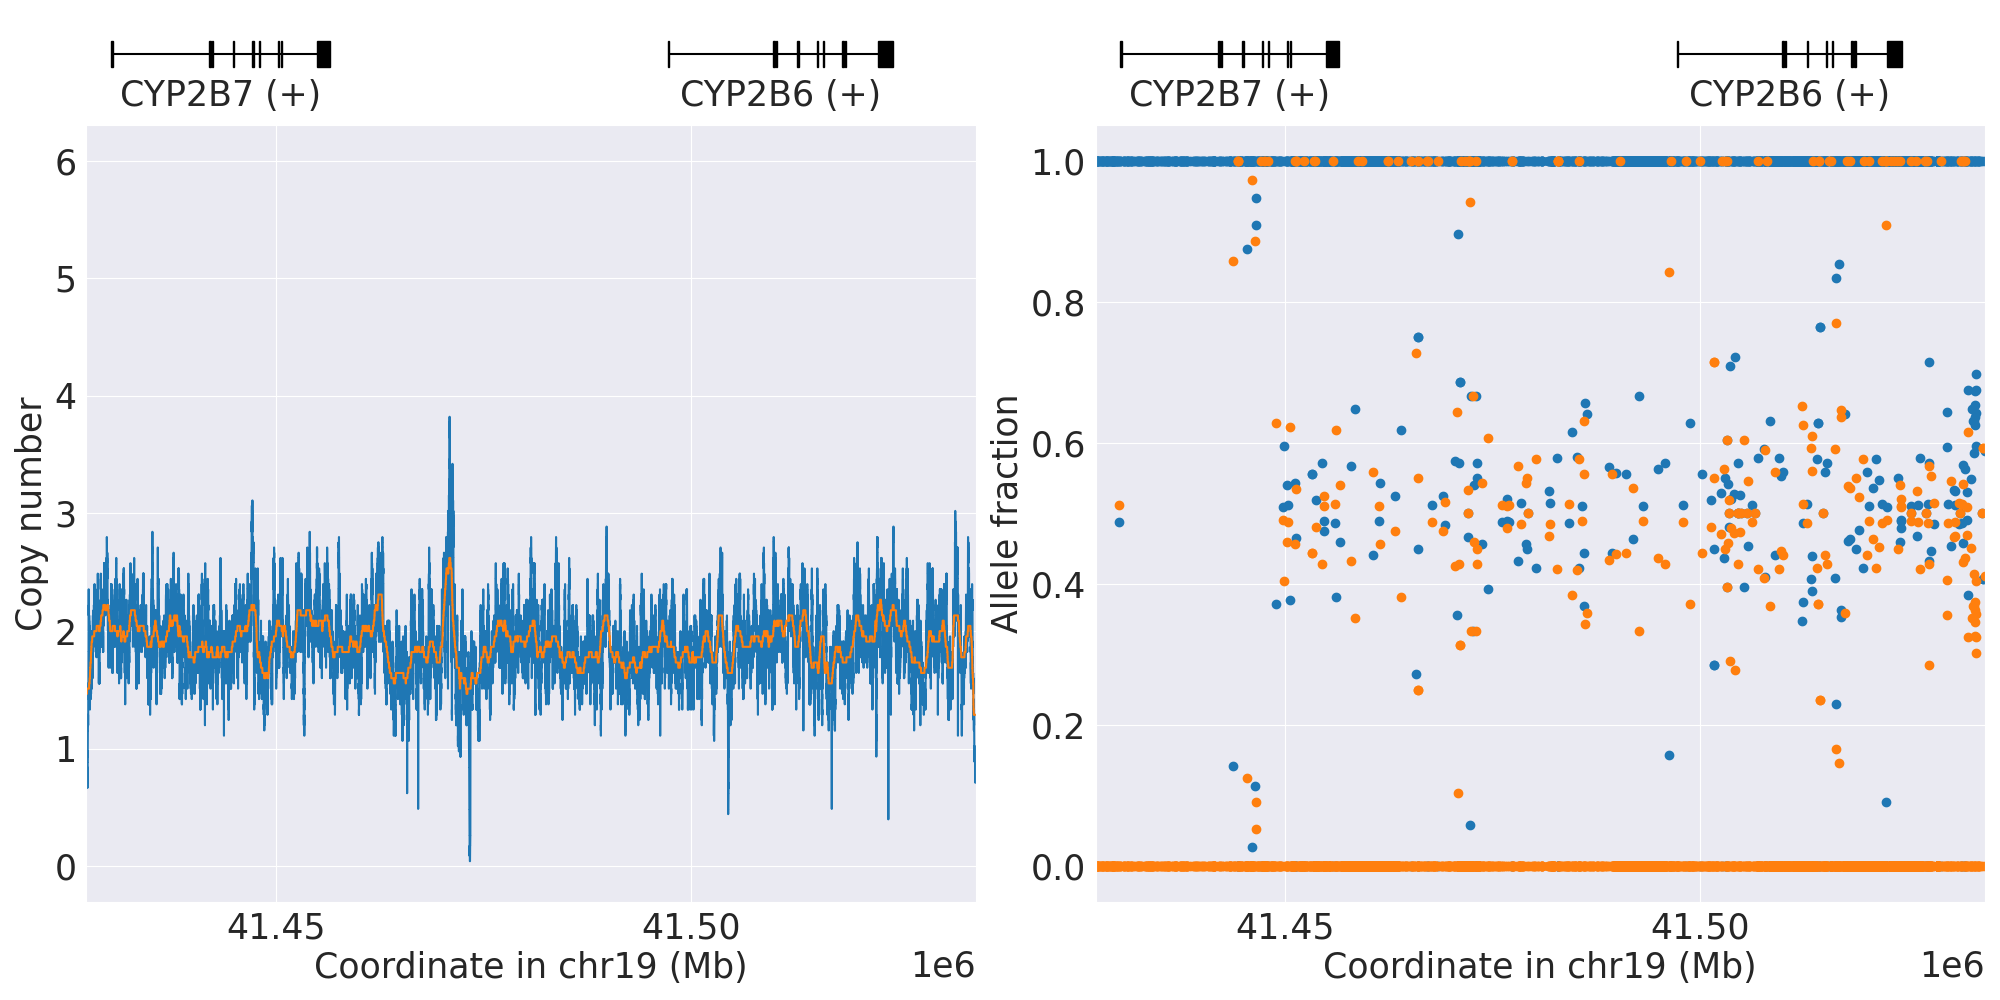 CYP2B7 (+) CYP2B6 (+)
6
5
4
3
2
1
0
Copy number
41.45 41.50
Coordinate in chr19 (Mb) 1e6
CYP2B7 (+) CYP2B6 (+)
1.0
0.8
0.6
0.4
0.2
0.0
Allele fraction
41.45 41.50
Coordinate in chr19 (Mb) 1e6